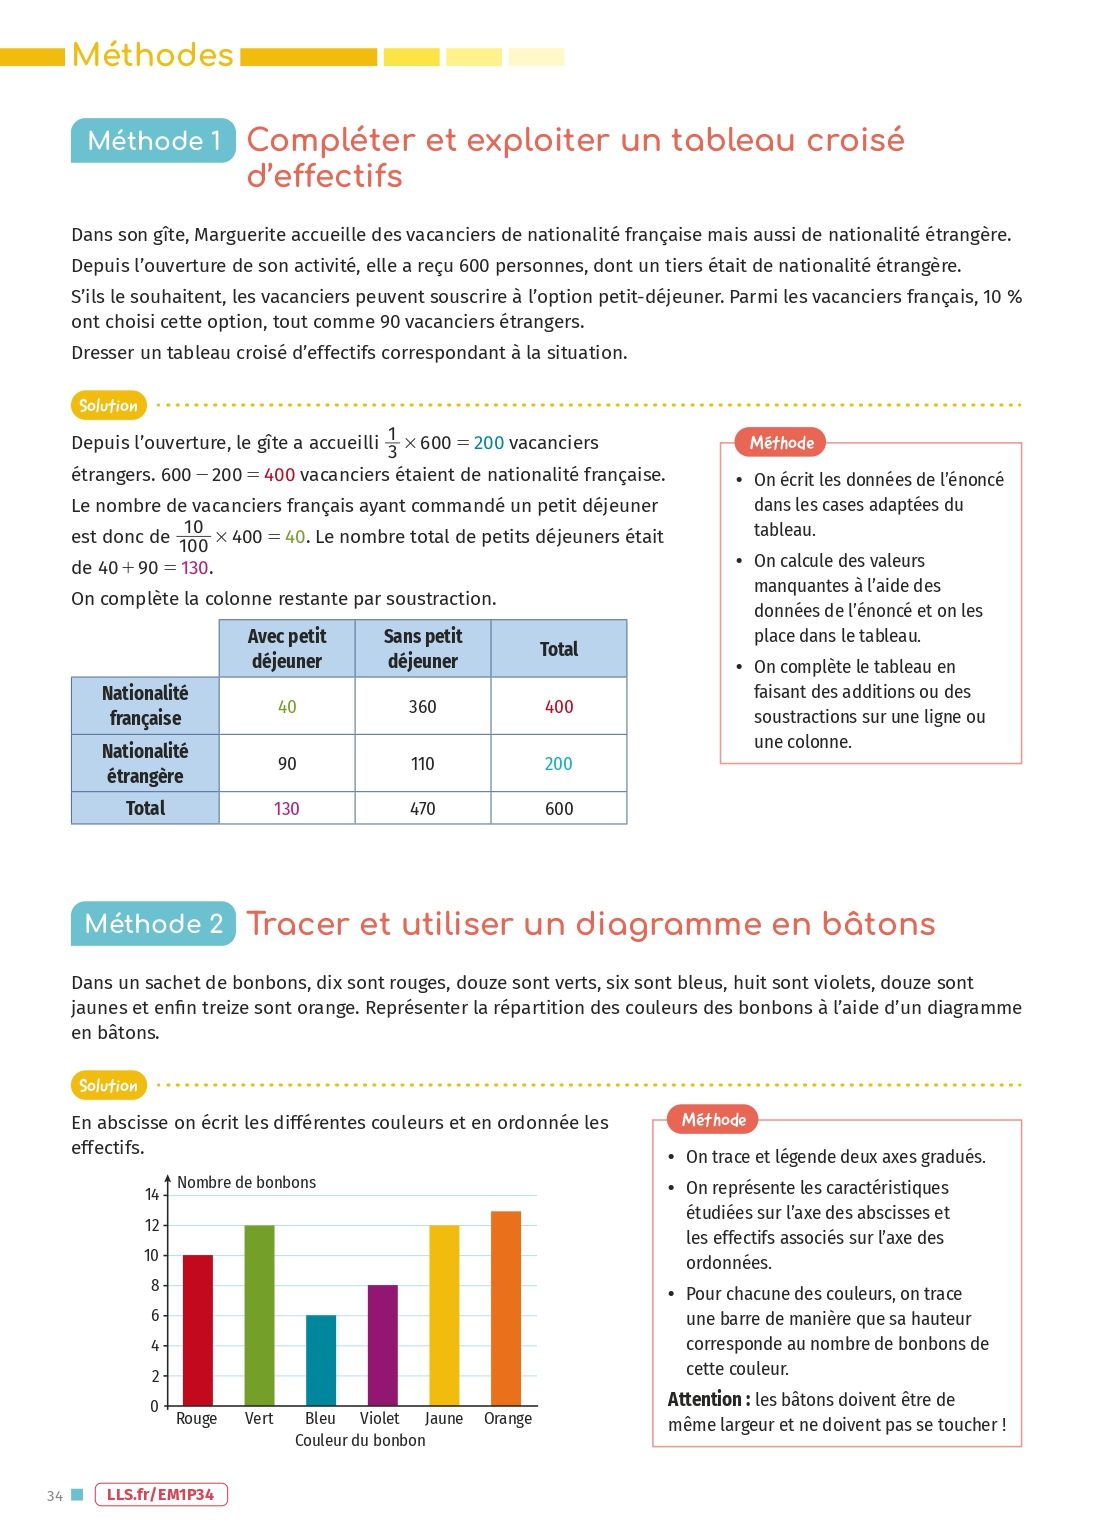 Méthodes
Méthode 1
Compléter et exploiter un tableau croisé
d'effectifs
Dans son gîte, Marguerite accueille des vacanciers de nationalité française mais aussi de nationalité étrangère.
Depuis l'ouverture de son activité, elle a reçu 600 personnes, dont un tiers était de nationalité étrangère.
S'ils le souhaitent, les vacanciers peuvent souscrire à l'option petit-déjeuner. Parmi les vacanciers français, 10 %
ont choisi cette option, tout comme 90 vacanciers étrangers.
Dresser un tableau croisé d'effectifs correspondant à la situation.
Solution
Depuis l'ouverture, le gîte a accueilli 1/3 × 600 = 200 vacanciers
étrangers. 600 − 200 = 400 vacanciers étaient de nationalité française.
Le nombre de vacanciers français ayant commandé un petit déjeuner
est donc de 10/100 × 400 = 40. Le nombre total de petits déjeuners était
de 40 + 90 = 130.
On complète la colonne restante par soustraction.
Avec petit déjeuner Sans petit déjeuner Total
Nationalité française 40 360 400
Nationalité étrangère 90 110 200
Total 130 470 600
Méthode
• On écrit les données de l'énoncé
dans les cases adaptées du
tableau.
• On calcule des valeurs
manquantes à l'aide des
données de l'énoncé et on les
place dans le tableau.
• On complète le tableau en
faisant des additions ou des
soustractions sur une ligne ou
une colonne.
Méthode 2
Tracer et utiliser un diagramme en bâtons
Dans un sachet de bonbons, dix sont rouges, douze sont verts, six sont bleus, huit sont violets, douze sont
jaunes et enfin treize sont orange. Représenter la répartition des couleurs des bonbons à l'aide d'un diagramme
en bâtons.
Solution
En abscisse on écrit les différentes couleurs et en ordonnée les
effectifs.
Nombre de bonbons
14
12
10
8
6
4
2
0
Rouge Vert Bleu Violet Jaune Orange
Couleur du bonbon
Méthode
• On trace et légende deux axes gradués.
• On représente les caractéristiques
étudiées sur l'axe des abscisses et
les effectifs associés sur l'axe des
ordonnées.
• Pour chacune des couleurs, on trace
une barre de manière que sa hauteur
corresponde au nombre de bonbons de
cette couleur.
Attention : les bâtons doivent être de
même largeur et ne doivent pas se toucher !
34
LLS.fr/EM1P34